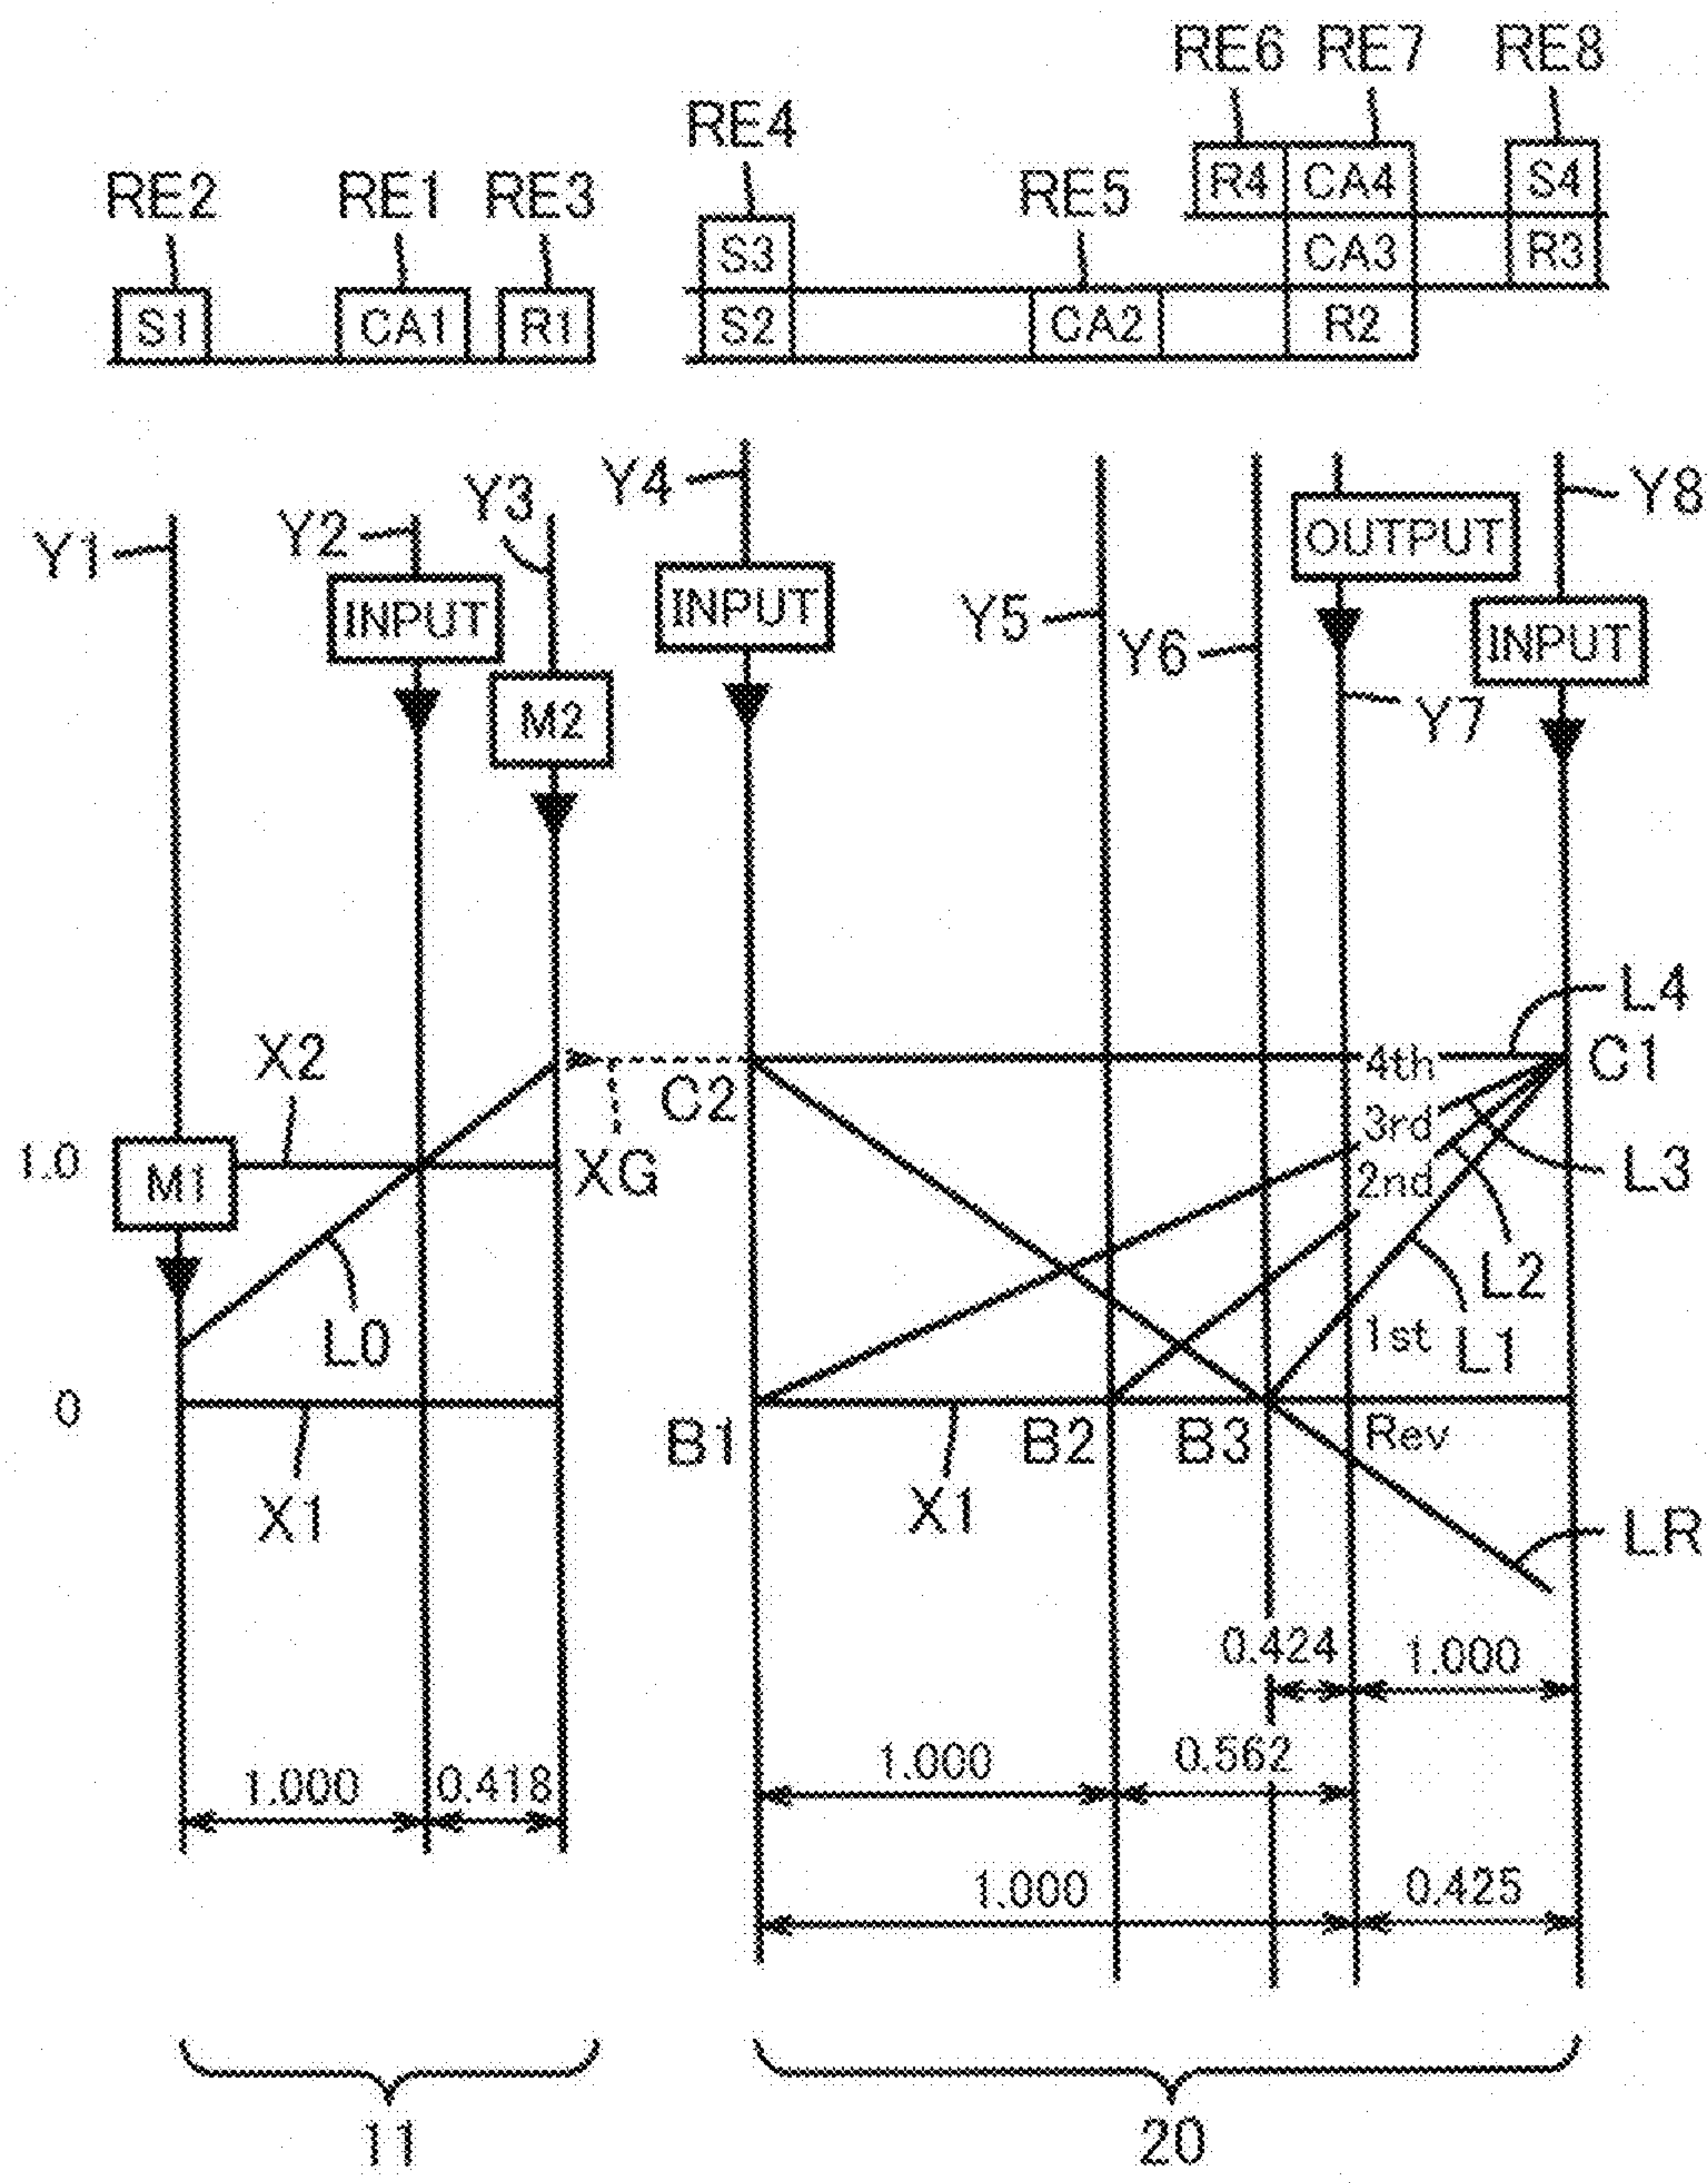 RE6 RE7 RE8
RE4
RE2 RE1 RE3 RE5
R4 CA4 S4
S3 CA3 R3
S1 CA1 R1 S2 CA2 R2
Y1 Y2 Y3 Y4 Y8
OUTPUT
INPUT INPUT Y5 INPUT
Y6
M2 Y7
L4
X2 4th C1
C2
3rd
1.0 M1 XG 2nd L3
L2
L0 1st L1
0
B1 B2 B3 Rev
X1 X1
LR
0.424 1.000
1.000 0.562
1.000 0.418
1.000 0.425
11 20